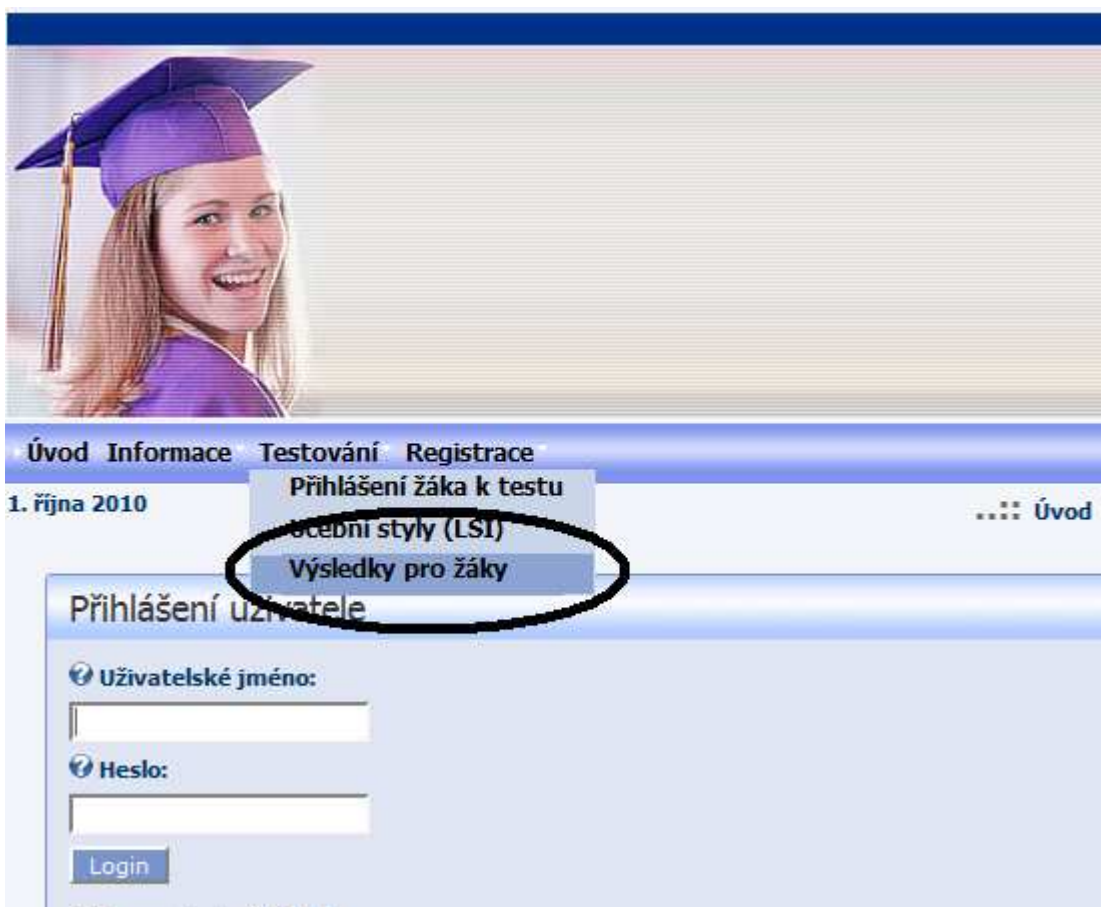 Úvod Informace Testování Registrace
Přihlášení žáka k testu
1. října 2010
..:: Úvod
Učební styly (LSI)
Výsledky pro žáky
Přihlášení uživatele
Uživatelské jméno:
Heslo:
Login